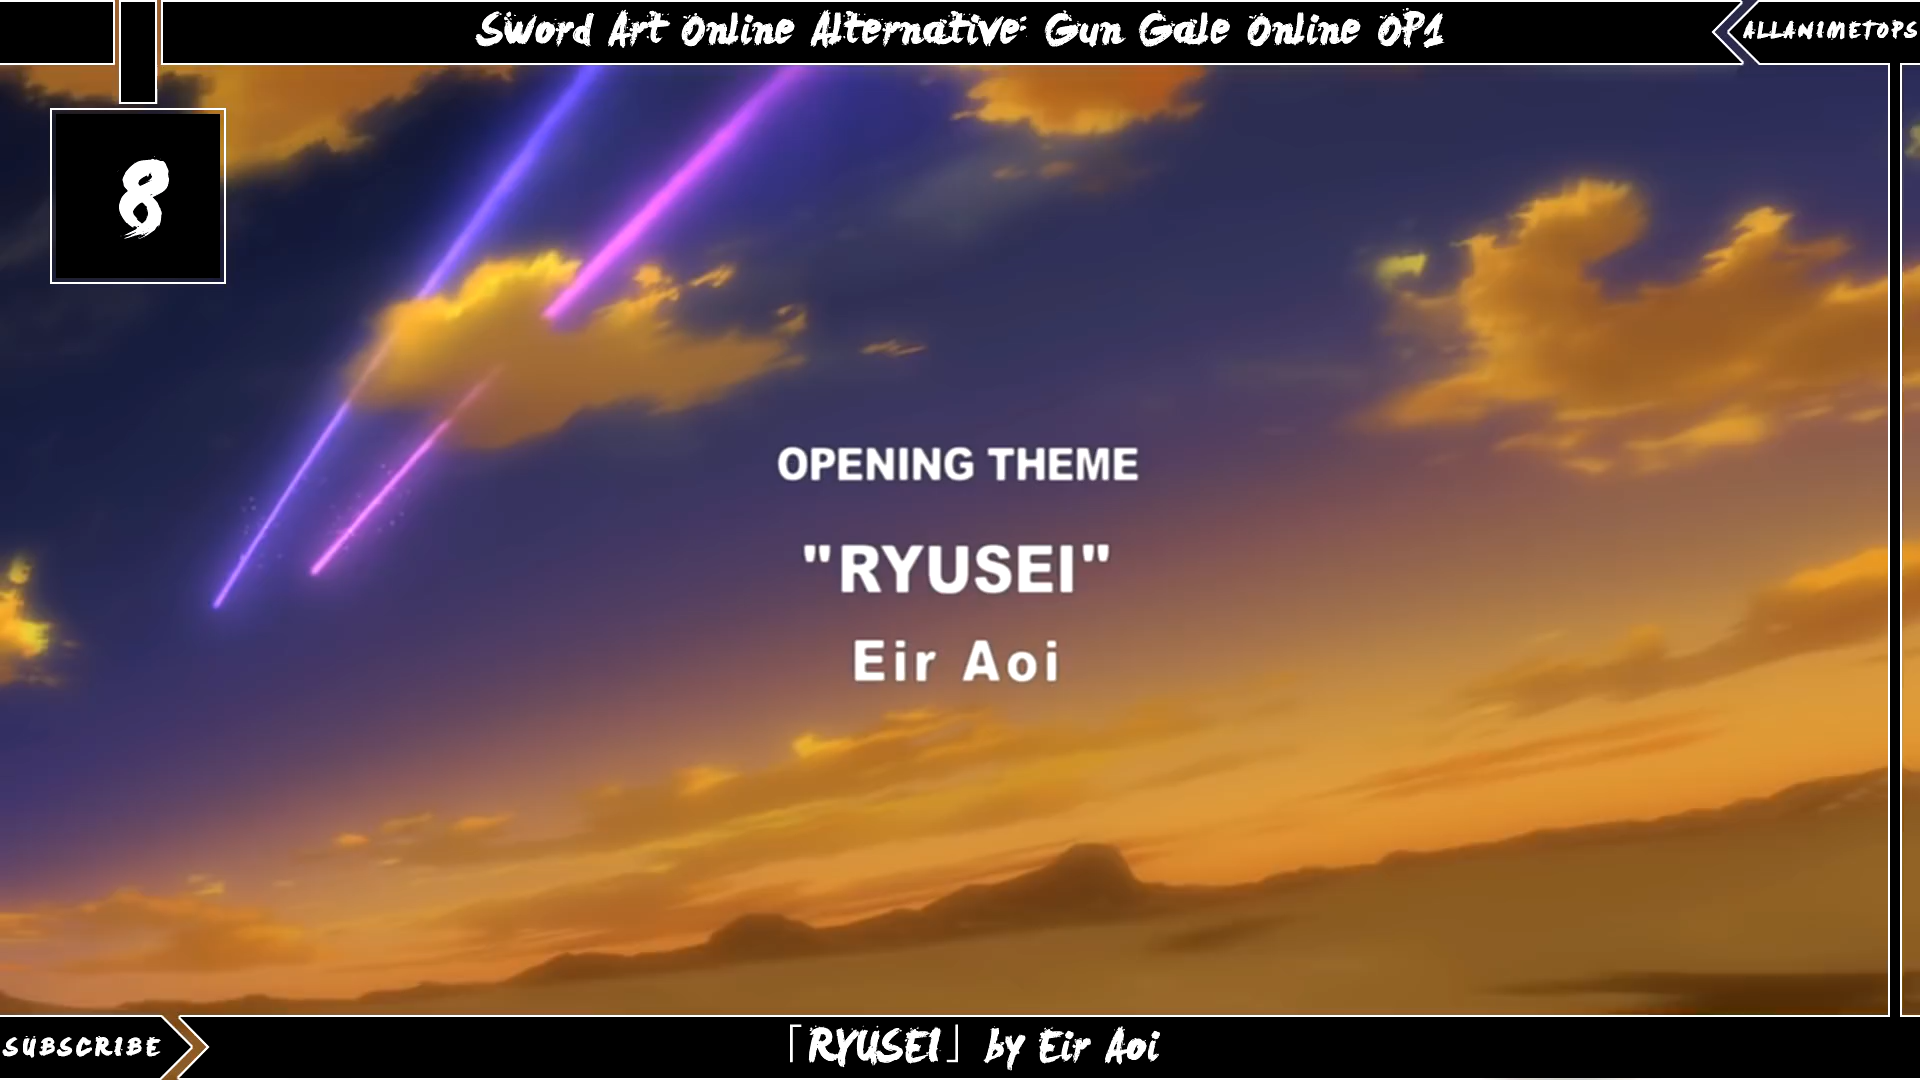 Sword Art Online Alternative: Gun Gale Online OP1
ALLANIMETOPS
8
OPENING THEME
"RYUSEI"
Eir Aoi
SUBSCRIBE
「RYUSEI」 by Eir Aoi